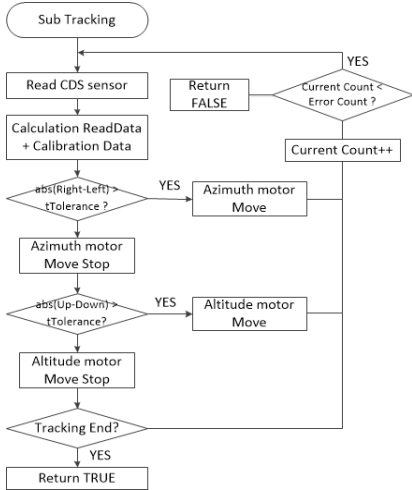 Sub Tracking
YES
Read CDS sensor
Return
FALSE
Current Count <
Error Count ?
Calculation ReadData
+ Calibration Data
Current Count++
abs(Right-Left) >
tTolerance ?
YES
Azimuth motor
Move
Azimuth motor
Move Stop
abs(Up-Down) >
tTolerance?
YES
Altitude motor
Move
Altitude motor
Move Stop
Tracking End?
YES
Return TRUE